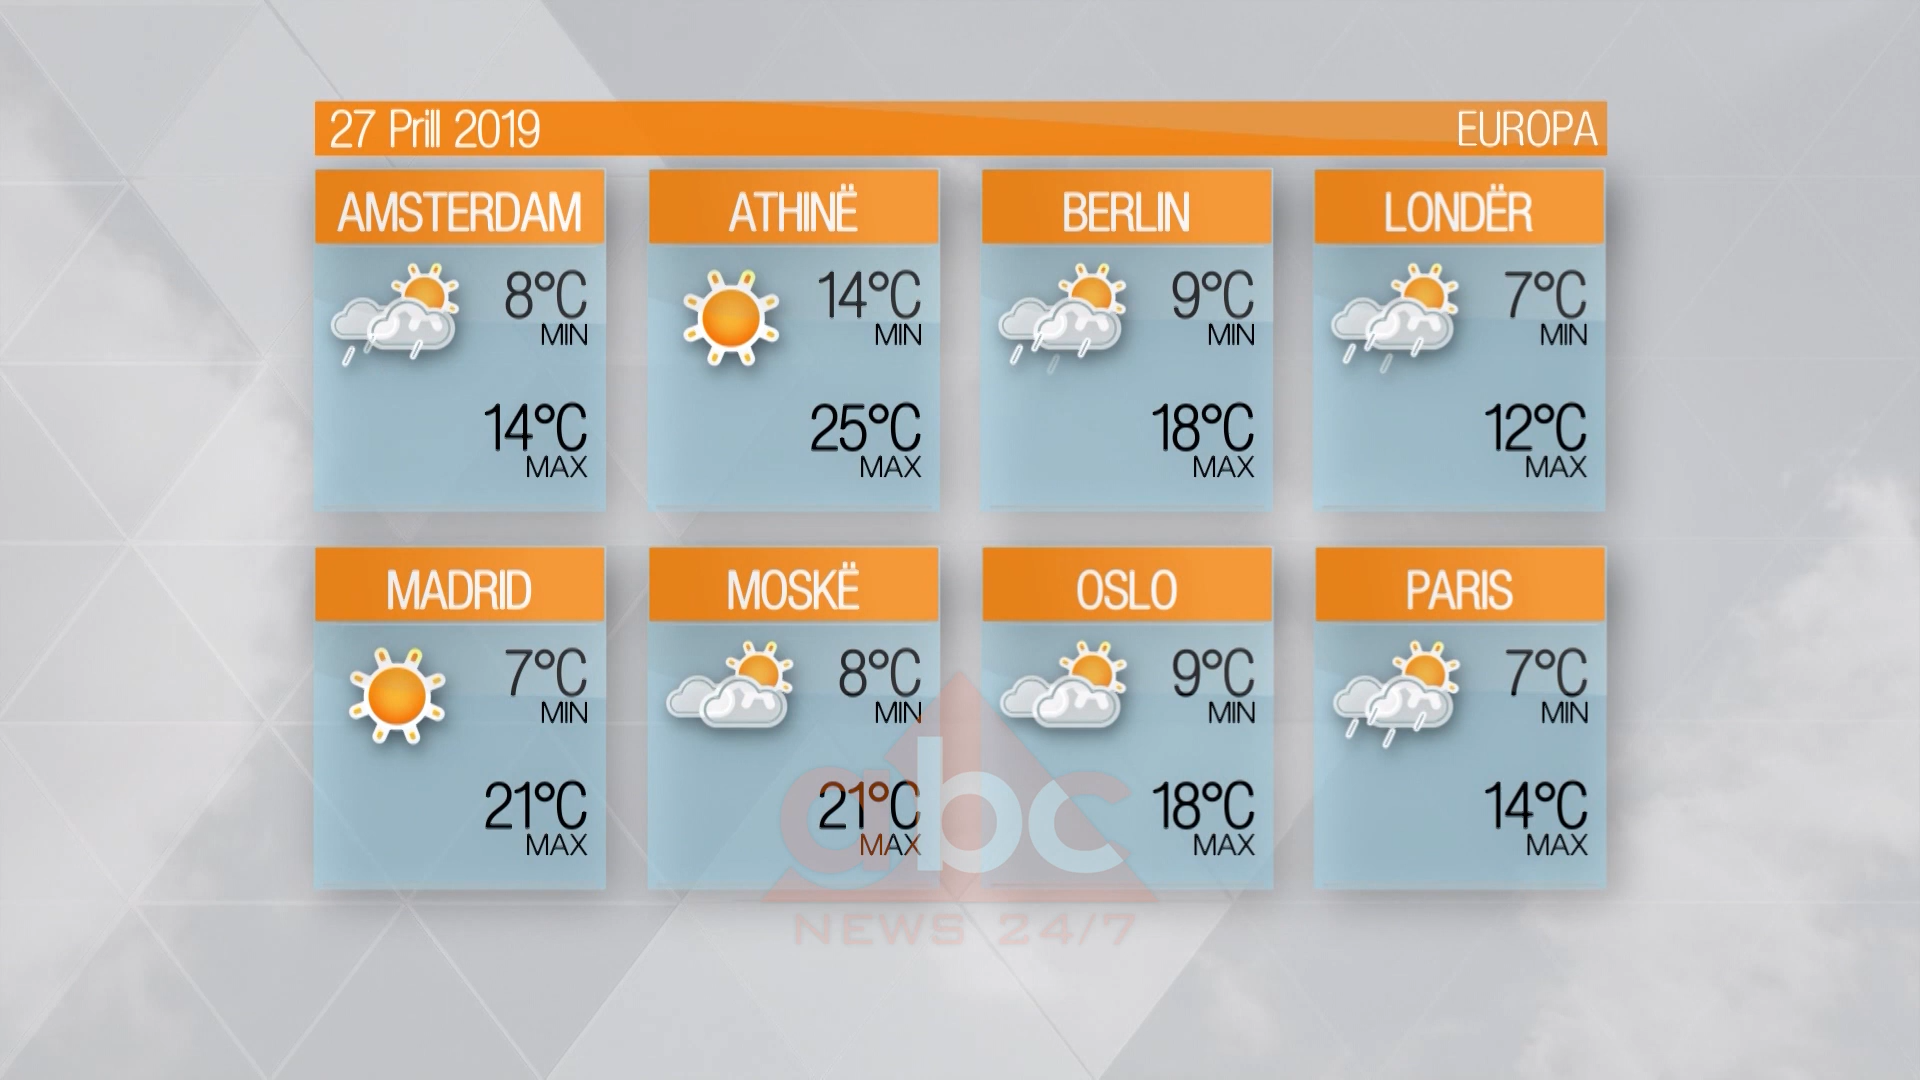 27 Prill 2019
EUROPA
AMSTERDAM
8°C
MIN
14°C
MAX
ATHINË
14°C
MIN
25°C
MAX
BERLIN
9°C
MIN
18°C
MAX
LONDËR
7°C
MIN
12°C
MAX
MADRID
7°C
MIN
21°C
MAX
MOSKË
8°C
MIN
21°C
MAX
OSLO
9°C
MIN
18°C
MAX
PARIS
7°C
MIN
14°C
MAX
abc
NEWS 24/7